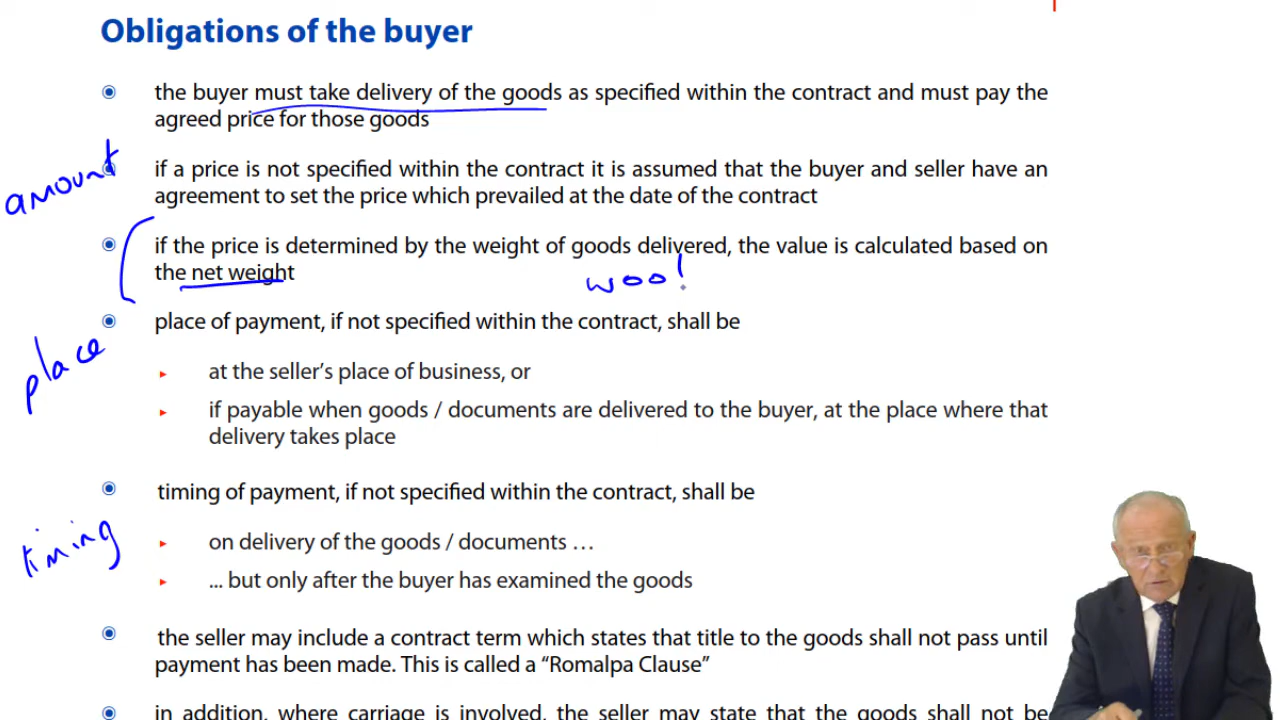 Obligations of the buyer
the buyer must take delivery of the goods as specified within the contract and must pay the
agreed price for those goods
amount
if a price is not specified within the contract it is assumed that the buyer and seller have an
agreement to set the price which prevailed at the date of the contract
if the price is determined by the weight of goods delivered, the value is calculated based on
the net weight
woo!
place
place of payment, if not specified within the contract, shall be
at the seller's place of business, or
if payable when goods / documents are delivered to the buyer, at the place where that
delivery takes place
timing
timing of payment, if not specified within the contract, shall be
on delivery of the goods / documents …
... but only after the buyer has examined the goods
the seller may include a contract term which states that title to the goods shall not pass until
payment has been made. This is called a “Romalpa Clause”
in addition, where carriage is involved, the seller may state that the goods shall not be